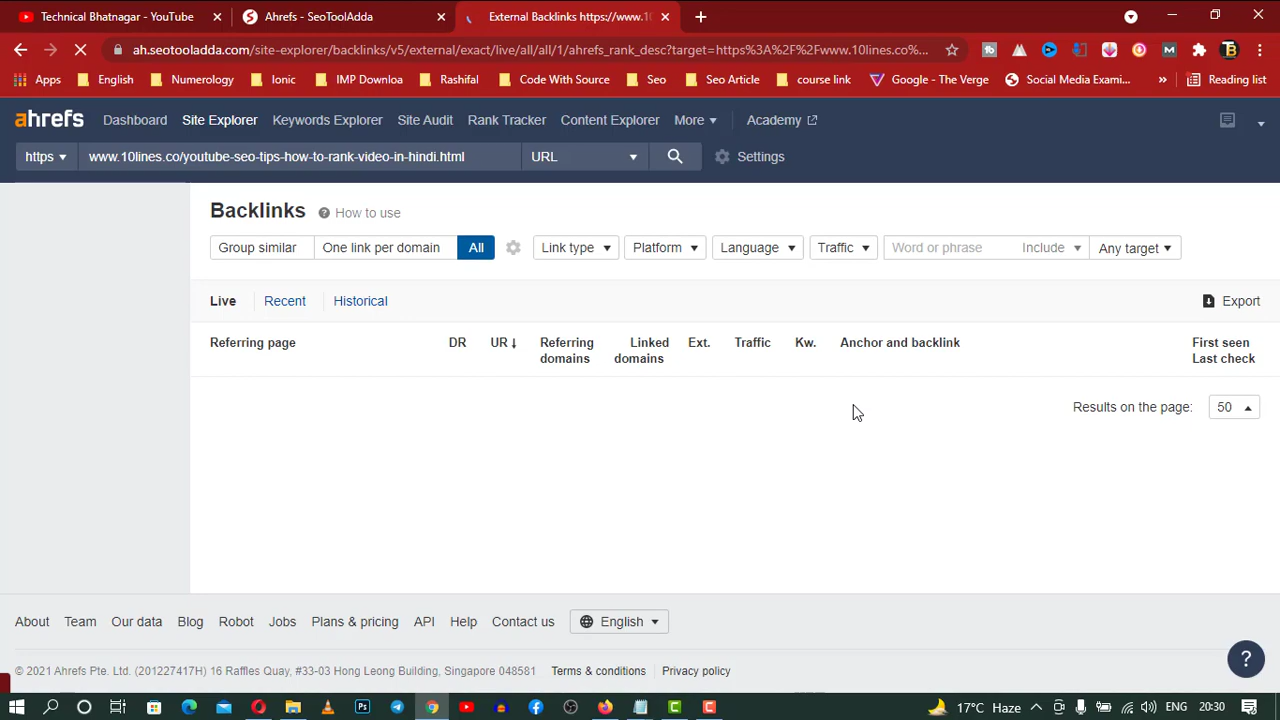 Technical Bhatnagar - YouTube
Ahrefs - SeoToolAdda
External Backlinks https://www.1
ah.seotooladda.com/site-explorer/backlinks/v5/external/exact/live/all/all/1/ahrefs_rank_desc?target=https%3A%2F%2Fwww.10lines.co%...
Apps English Numerology Ionic IMP Downloa Rashifal Code With Source Seo Seo Article course link Google - The Verge Social Media Exami... » Reading list
ahrefs Dashboard Site Explorer Keywords Explorer Site Audit Rank Tracker Content Explorer More Academy
https www.10lines.co/youtube-seo-tips-how-to-rank-video-in-hindi.html URL Settings
Backlinks ? How to use
Group similar One link per domain All Link type Platform Language Traffic Word or phrase Include Any target
Live Recent Historical Export
Referring page DR UR ↓ Referring domains Linked domains Ext. Traffic Kw. Anchor and backlink First seen Last check
Results on the page: 50
About Team Our data Blog Robot Jobs Plans & pricing API Help Contact us English
© 2021 Ahrefs Pte. Ltd. (201227417H) 16 Raffles Quay, #33-03 Hong Leong Building, Singapore 048581 Terms & conditions Privacy policy
?
17°C Haze ENG 20:30